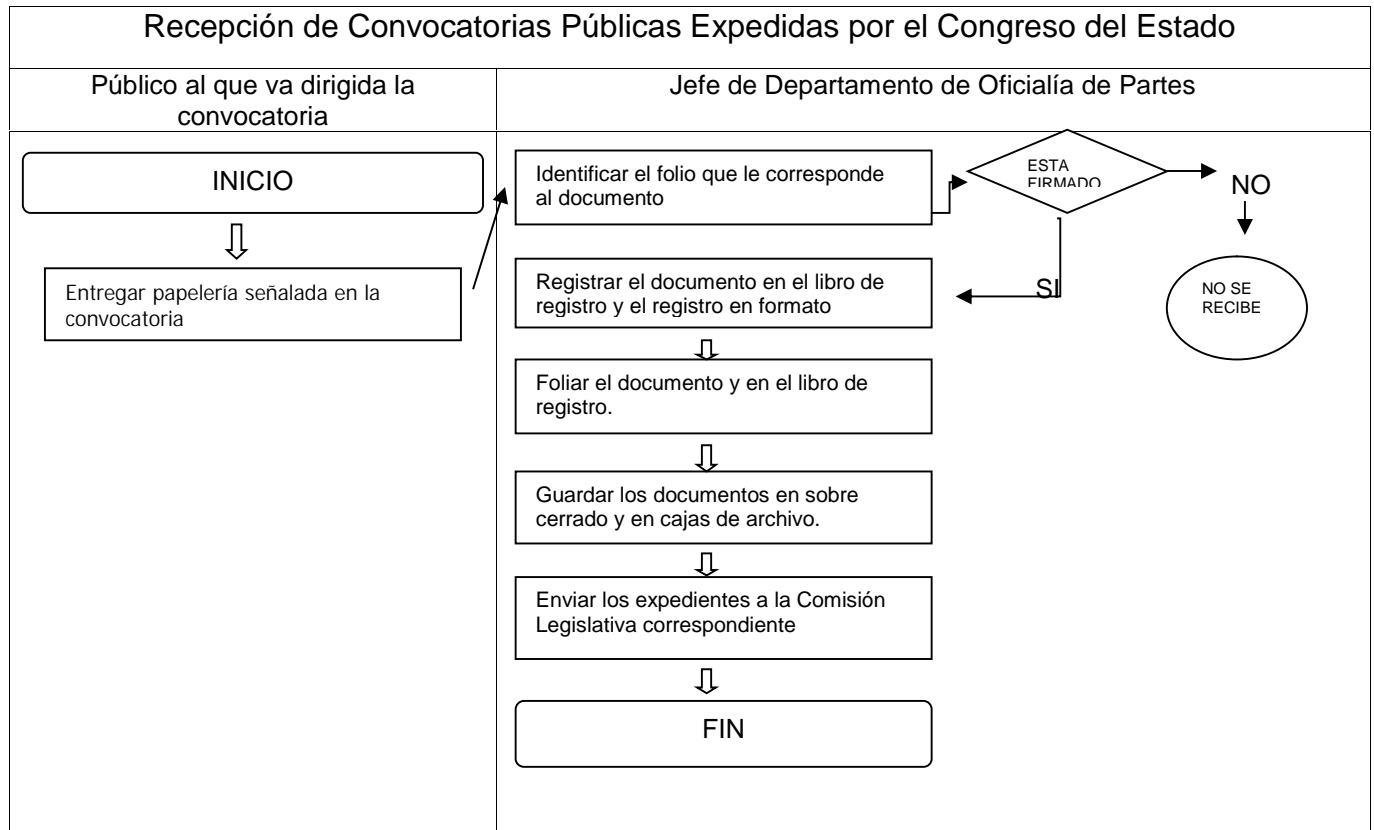 Recepción de Convocatorias Públicas Expedidas por el Congreso del Estado
Público al que va dirigida la
convocatoria
Jefe de Departamento de Oficialía de Partes
INICIO
Entregar papelería señalada en la
convocatoria
Identificar el folio que le corresponde
al documento
ESTA
FIRMADO
NO
NO SE
RECIBE
SI
Registrar el documento en el libro de
registro y el registro en formato
Foliar el documento y en el libro de
registro.
Guardar los documentos en sobre
cerrado y en cajas de archivo.
Enviar los expedientes a la Comisión
Legislativa correspondiente
FIN